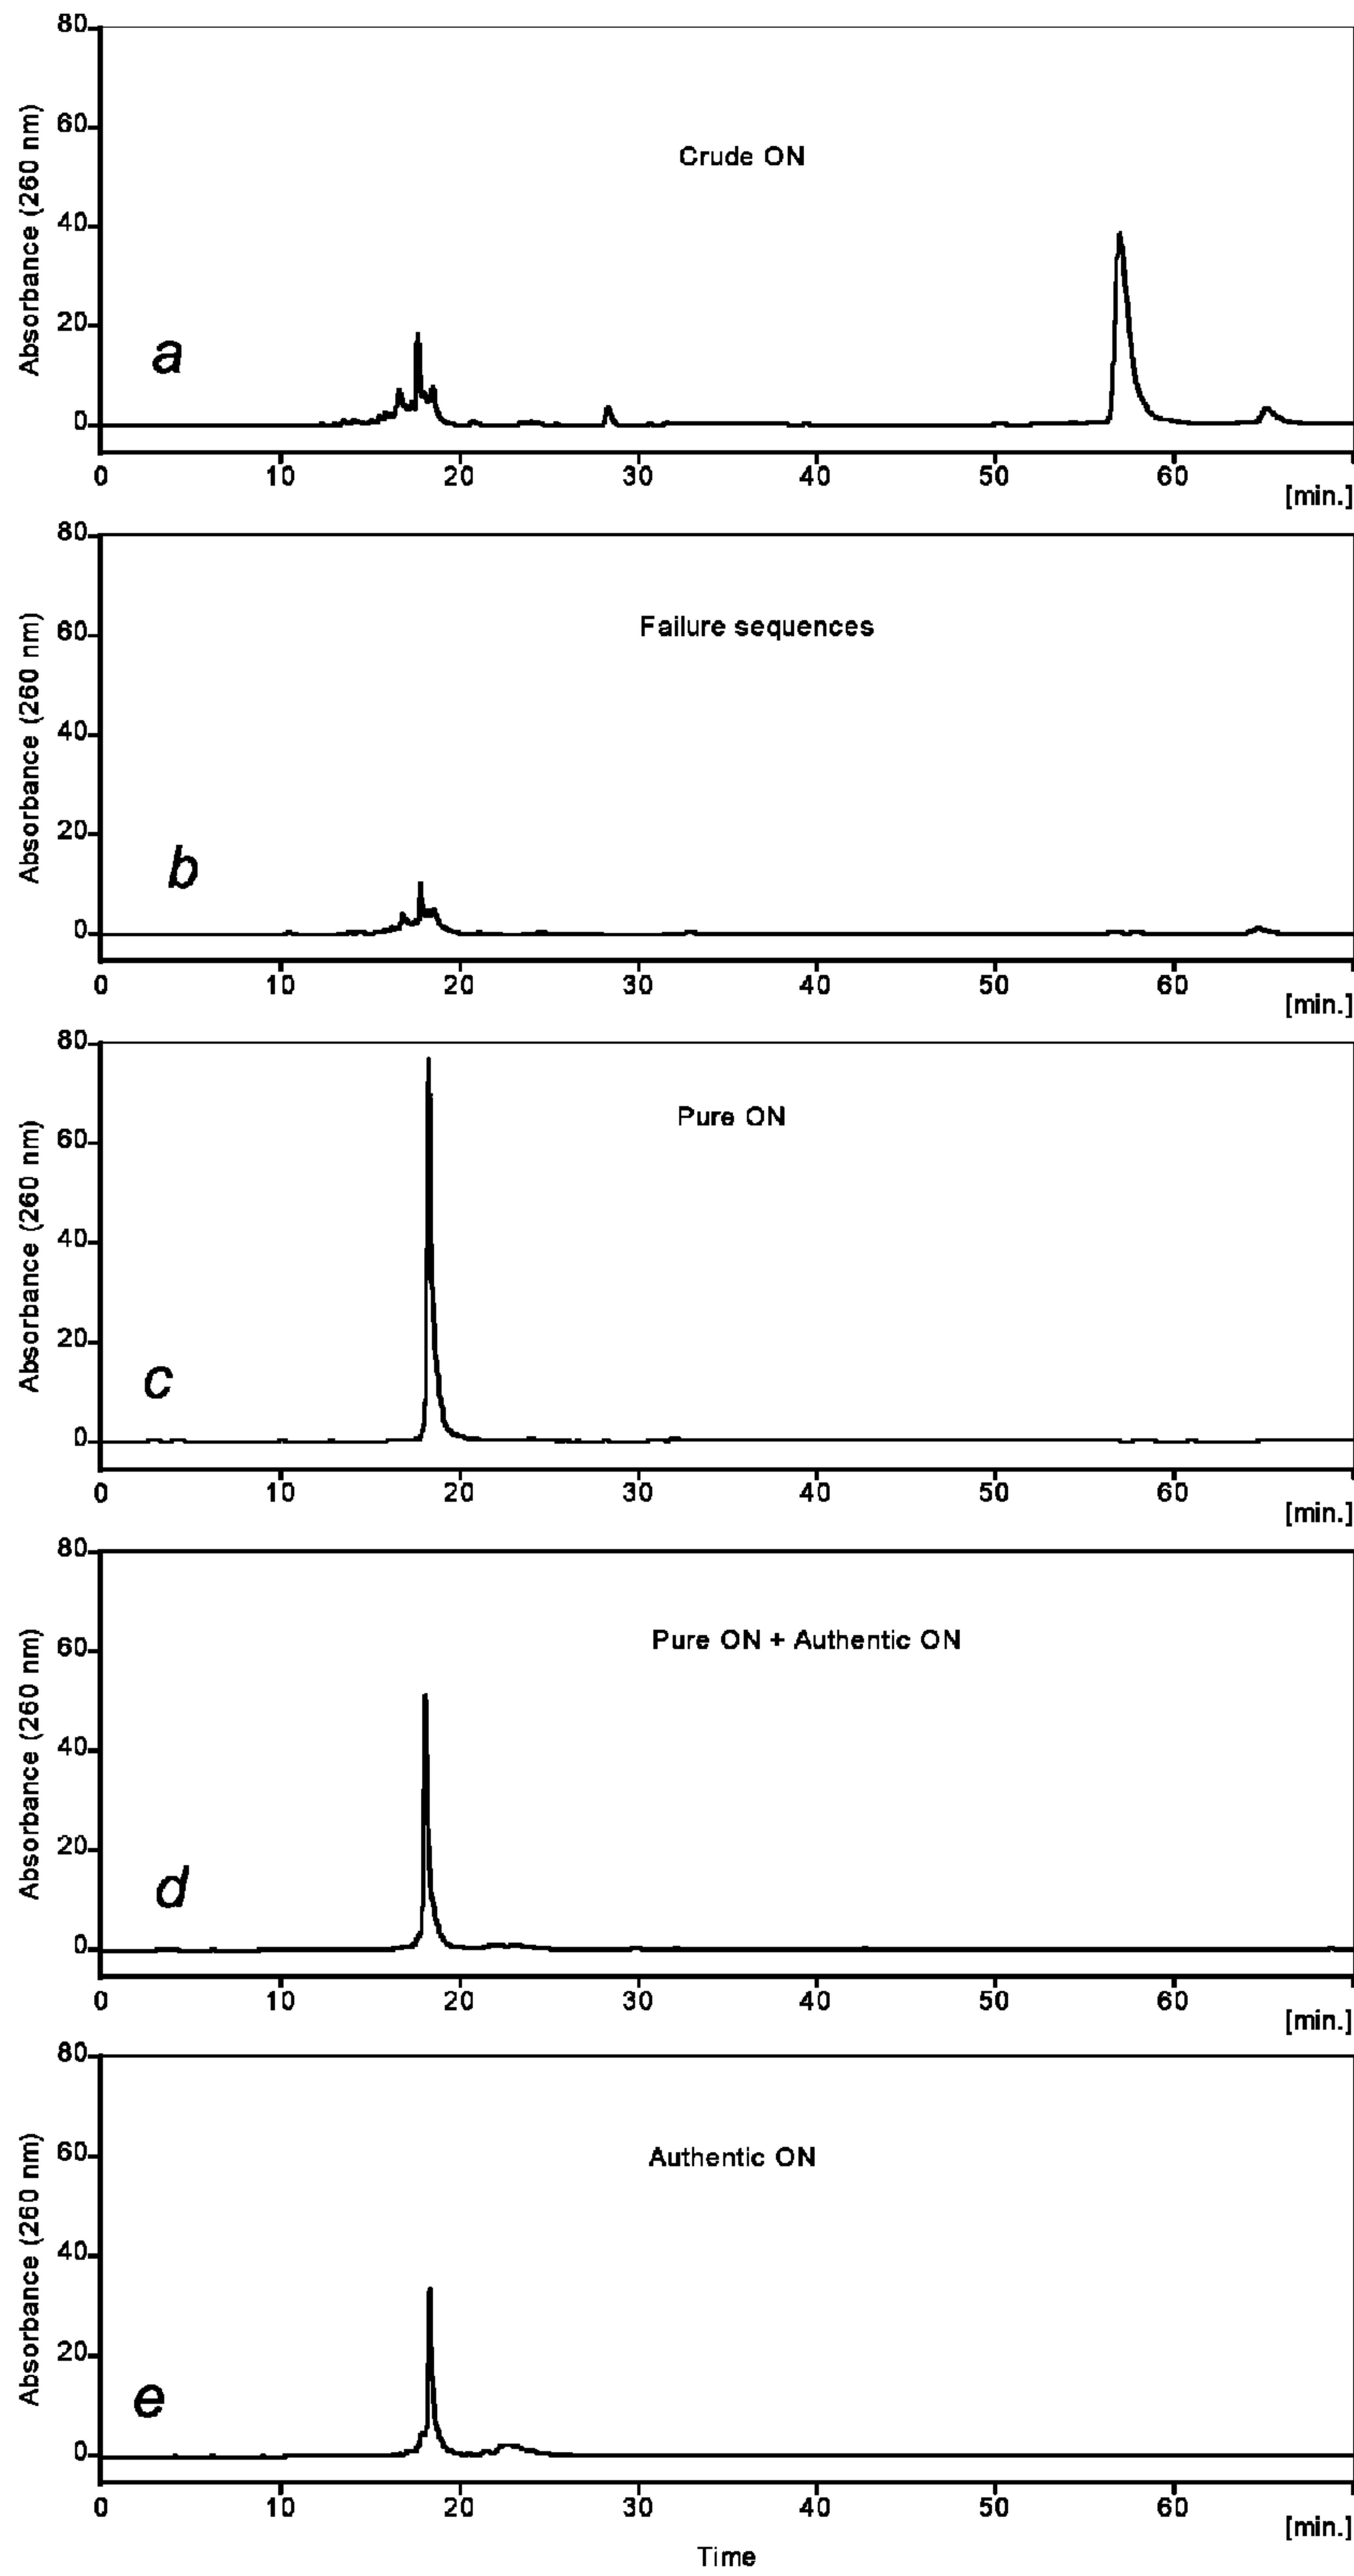 80
60
Crude ON
40
20
a
0
Absorbance (260 nm)
0 10 20 30 40 50 60
[min.]
80
60
Failure sequences
40
20
b
0
Absorbance (260 nm)
0 10 20 30 40 50 60
[min.]
80
Pure ON
60
40
20
c
0
Absorbance (260 nm)
0 10 20 30 40 50 60
[min.]
80
60
Pure ON + Authentic ON
40
20
d
0
Absorbance (260 nm)
0 10 20 30 40 50 60
[min.]
80
60
Authentic ON
40
20
e
0
Absorbance (260 nm)
0 10 20 30 40 50 60
[min.]
Time